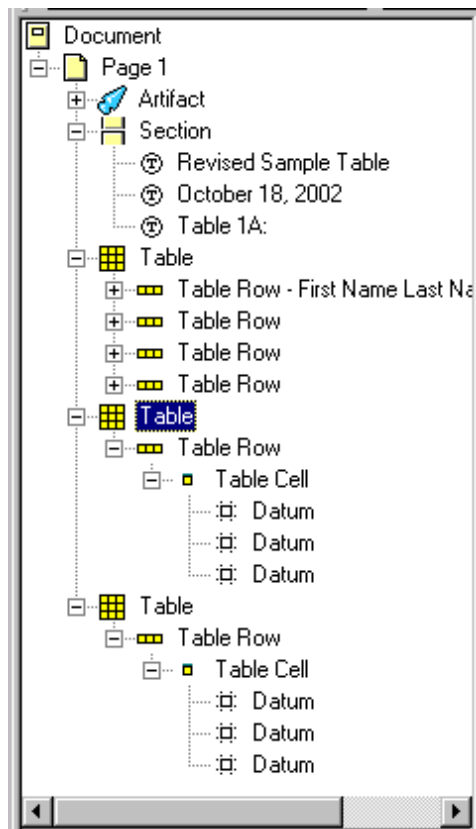 Document
Page 1
Artifact
Section
Revised Sample Table
October 18, 2002
Table 1A:
Table
Table Row - First Name Last Na
Table Row
Table Row
Table Row
Table
Table Row
Table Cell
Datum
Datum
Datum
Table
Table Row
Table Cell
Datum
Datum
Datum